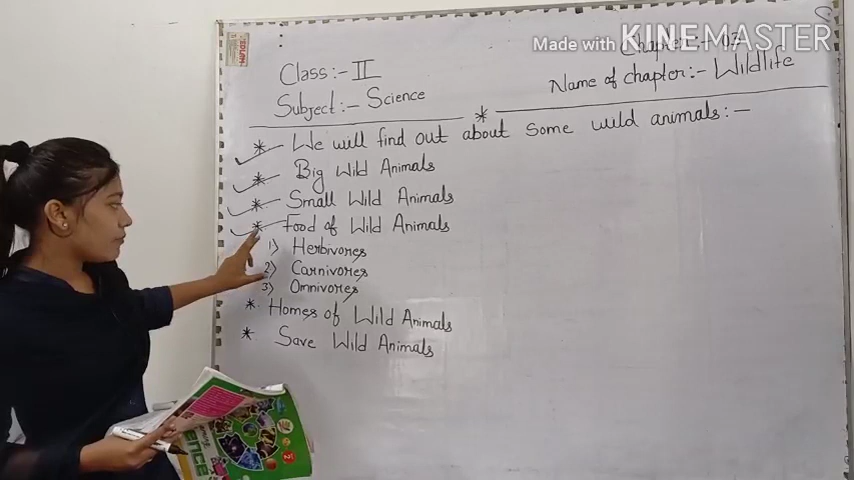 Made with KINEMASTER
Chapter:- 03
Class:- II
Name of chapter:- Wildlife
Subject:- Science
* We will find out about some wild animals:-
* Big Wild Animals
* Small Wild Animals
* Food of Wild Animals
1) Herbivores
2) Carnivores
3) Omnivores
* Homes of Wild Animals
* Save Wild Animals